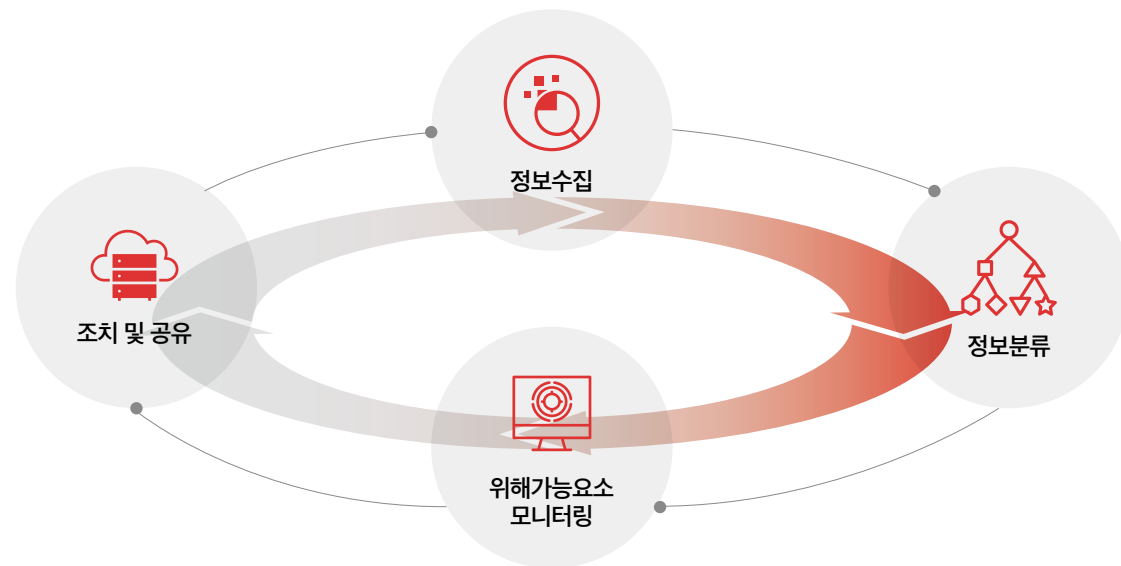 정보수집
조치 및 공유
정보분류
위해가능요소
모니터링